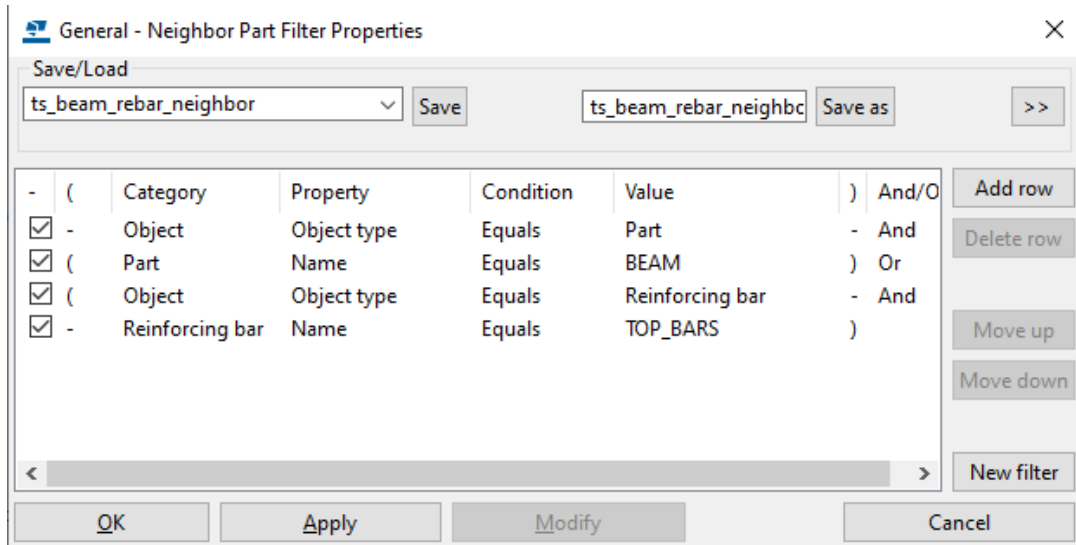 General - Neighbor Part Filter Properties
Save/Load
ts_beam_rebar_neighbor Save ts_beam_rebar_neighbc Save as >>
- ( Category Property Condition Value ) And/O Add row
- Object Object type Equals Part - And Delete row
( Part Name Equals BEAM ) Or
( Object Object type Equals Reinforcing bar - And
- Reinforcing bar Name Equals TOP_BARS ) Move up
Move down
New filter
OK Apply Modify Cancel